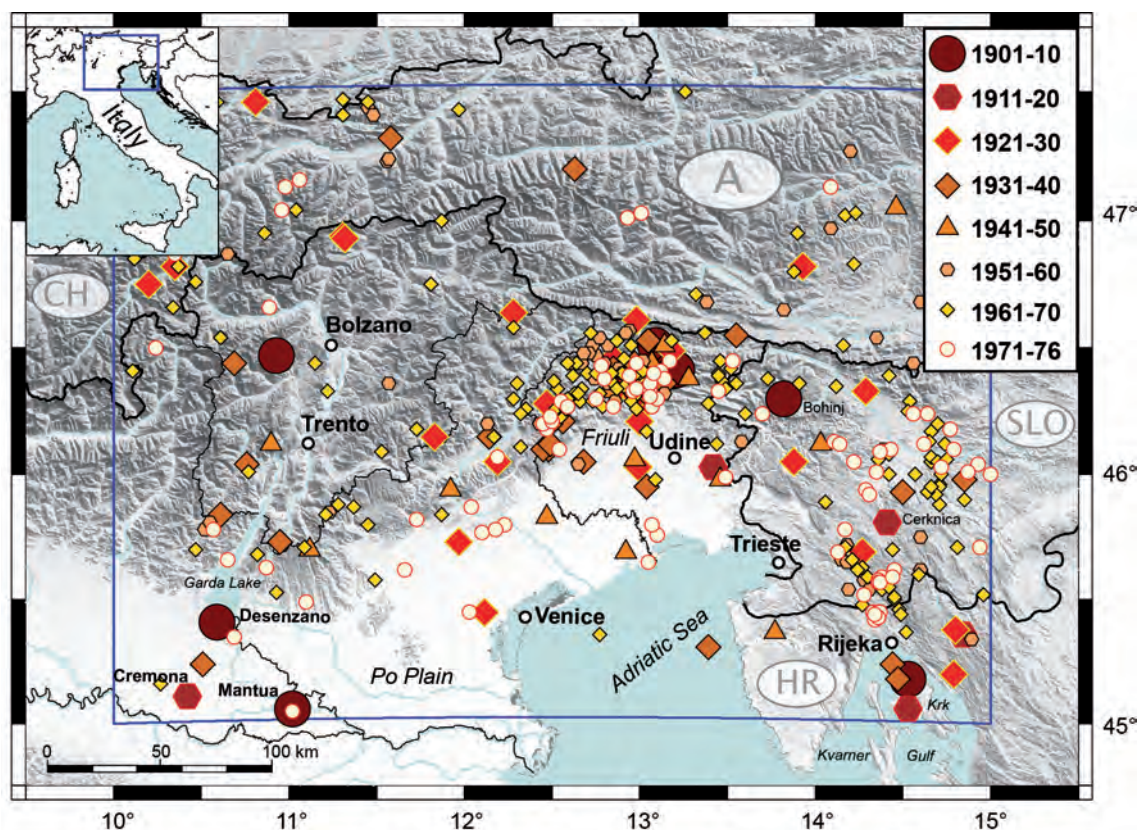 Italy
1901-10
1911-20
1921-30
1931-40
1941-50
1951-60
1961-70
1971-76
A
47°
CH
Bolzano
SLO
Bohinj
Trento
Friuli
Udine
46°
Cerknica
Trieste
Garda Lake
Desenzano
Venice
Adriatic Sea
Rijeka
Cremona
Mantua
Po Plain
HR
Krk
45°
Kvarner Gulf
0 50 100 km
10° 11° 12° 13° 14° 15°